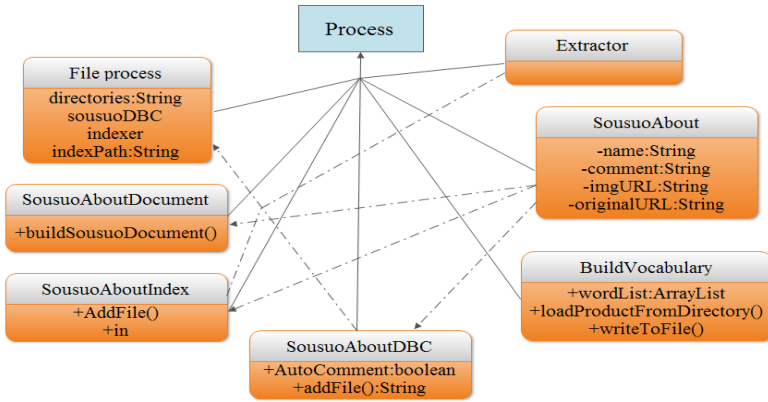 Process
Extractor
File process
directories:String
sousuoDBC
indexer
indexPath:String
SousuoAbout
-name:String
-comment:String
-imgURL:String
-originalURL:String
SousuoAboutDocument
+buildSousuoDocument()
SousuoAboutIndex
+AddFile()
+in
BuildVocabulary
+wordList:ArrayList
+loadProductFromDirectory()
+writeToFile()
SousuoAboutDBC
+AutoComment:boolean
+addFile():String